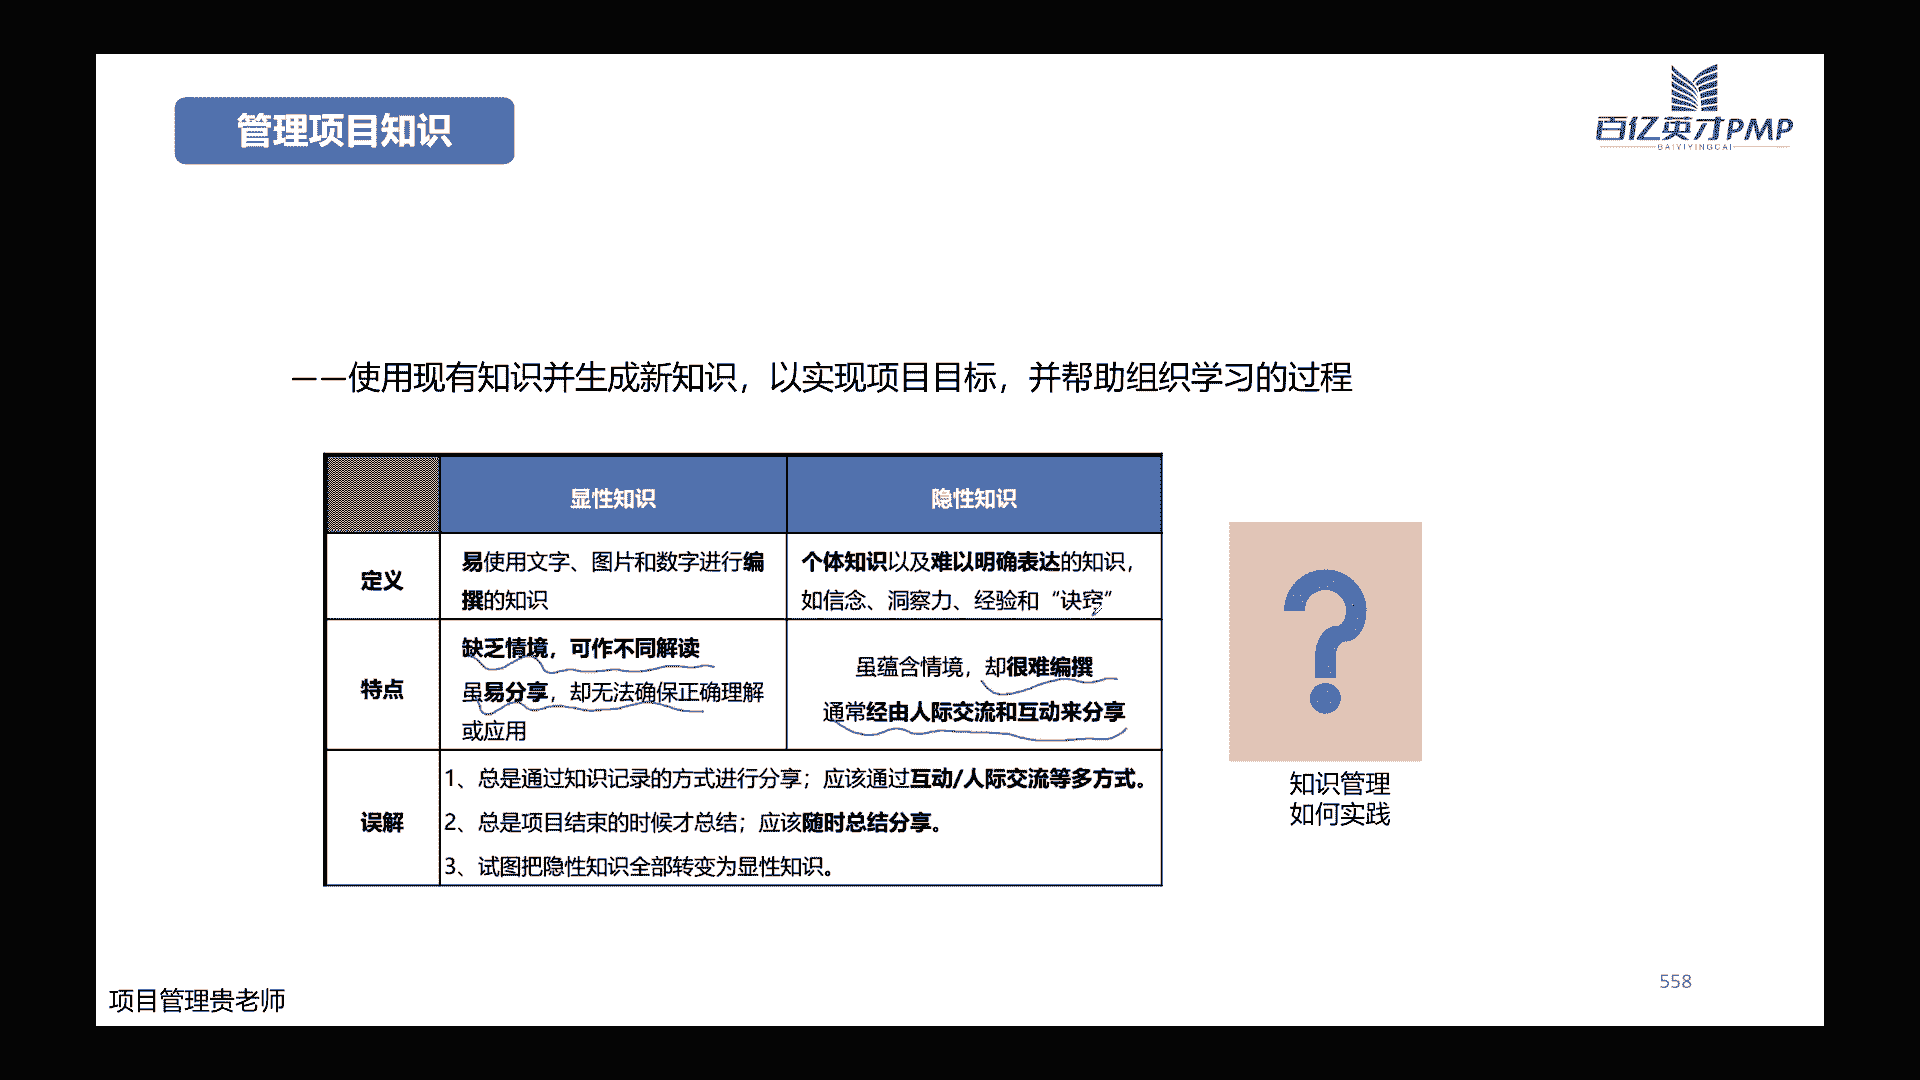 管理项目知识
百亿英才PMP
BAIYIYINGCAI
——使用现有知识并生成新知识，以实现项目目标，并帮助组织学习的过程
显性知识
隐性知识
定义
易使用文字、图片和数字进行编
撰的知识
个体知识以及难以明确表达的知识，
如信念、洞察力、经验和“诀窍”
特点
缺乏情境，可作不同解读
虽易分享，却无法确保正确理解
或应用
虽蕴含情境，却很难编撰
通常经由人际交流和互动来分享
误解
1、总是通过知识记录的方式进行分享；应该通过互动/人际交流等多方式。
2、总是项目结束的时候才总结；应该随时总结分享。
3、试图把隐性知识全部转变为显性知识。
?
知识管理
如何实践
558
项目管理贵老师